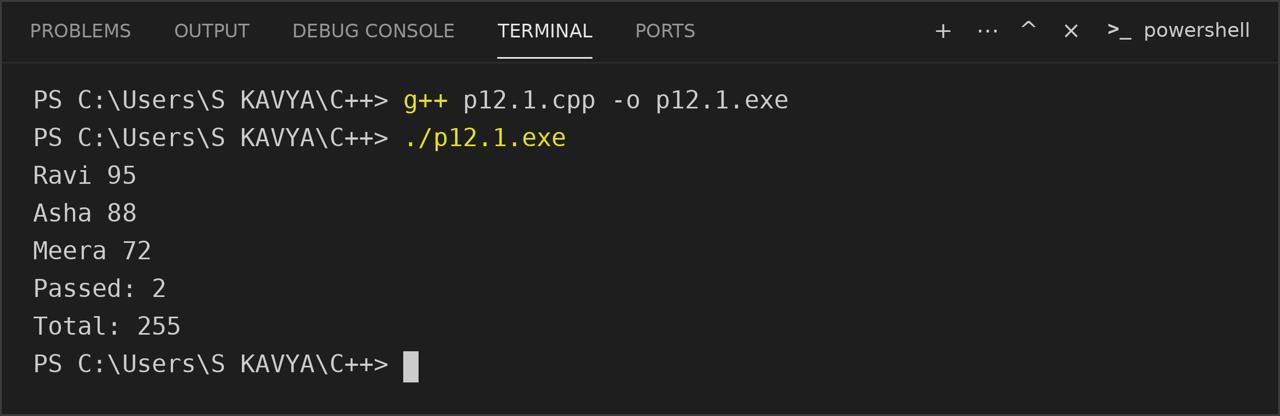 PROBLEMS OUTPUT DEBUG CONSOLE TERMINAL PORTS + ... ^ × >_ powershell
PS C:\Users\S KAVYA\C++> g++ p12.1.cpp -o p12.1.exe
PS C:\Users\S KAVYA\C++> ./p12.1.exe
Ravi 95
Asha 88
Meera 72
Passed: 2
Total: 255
PS C:\Users\S KAVYA\C++>